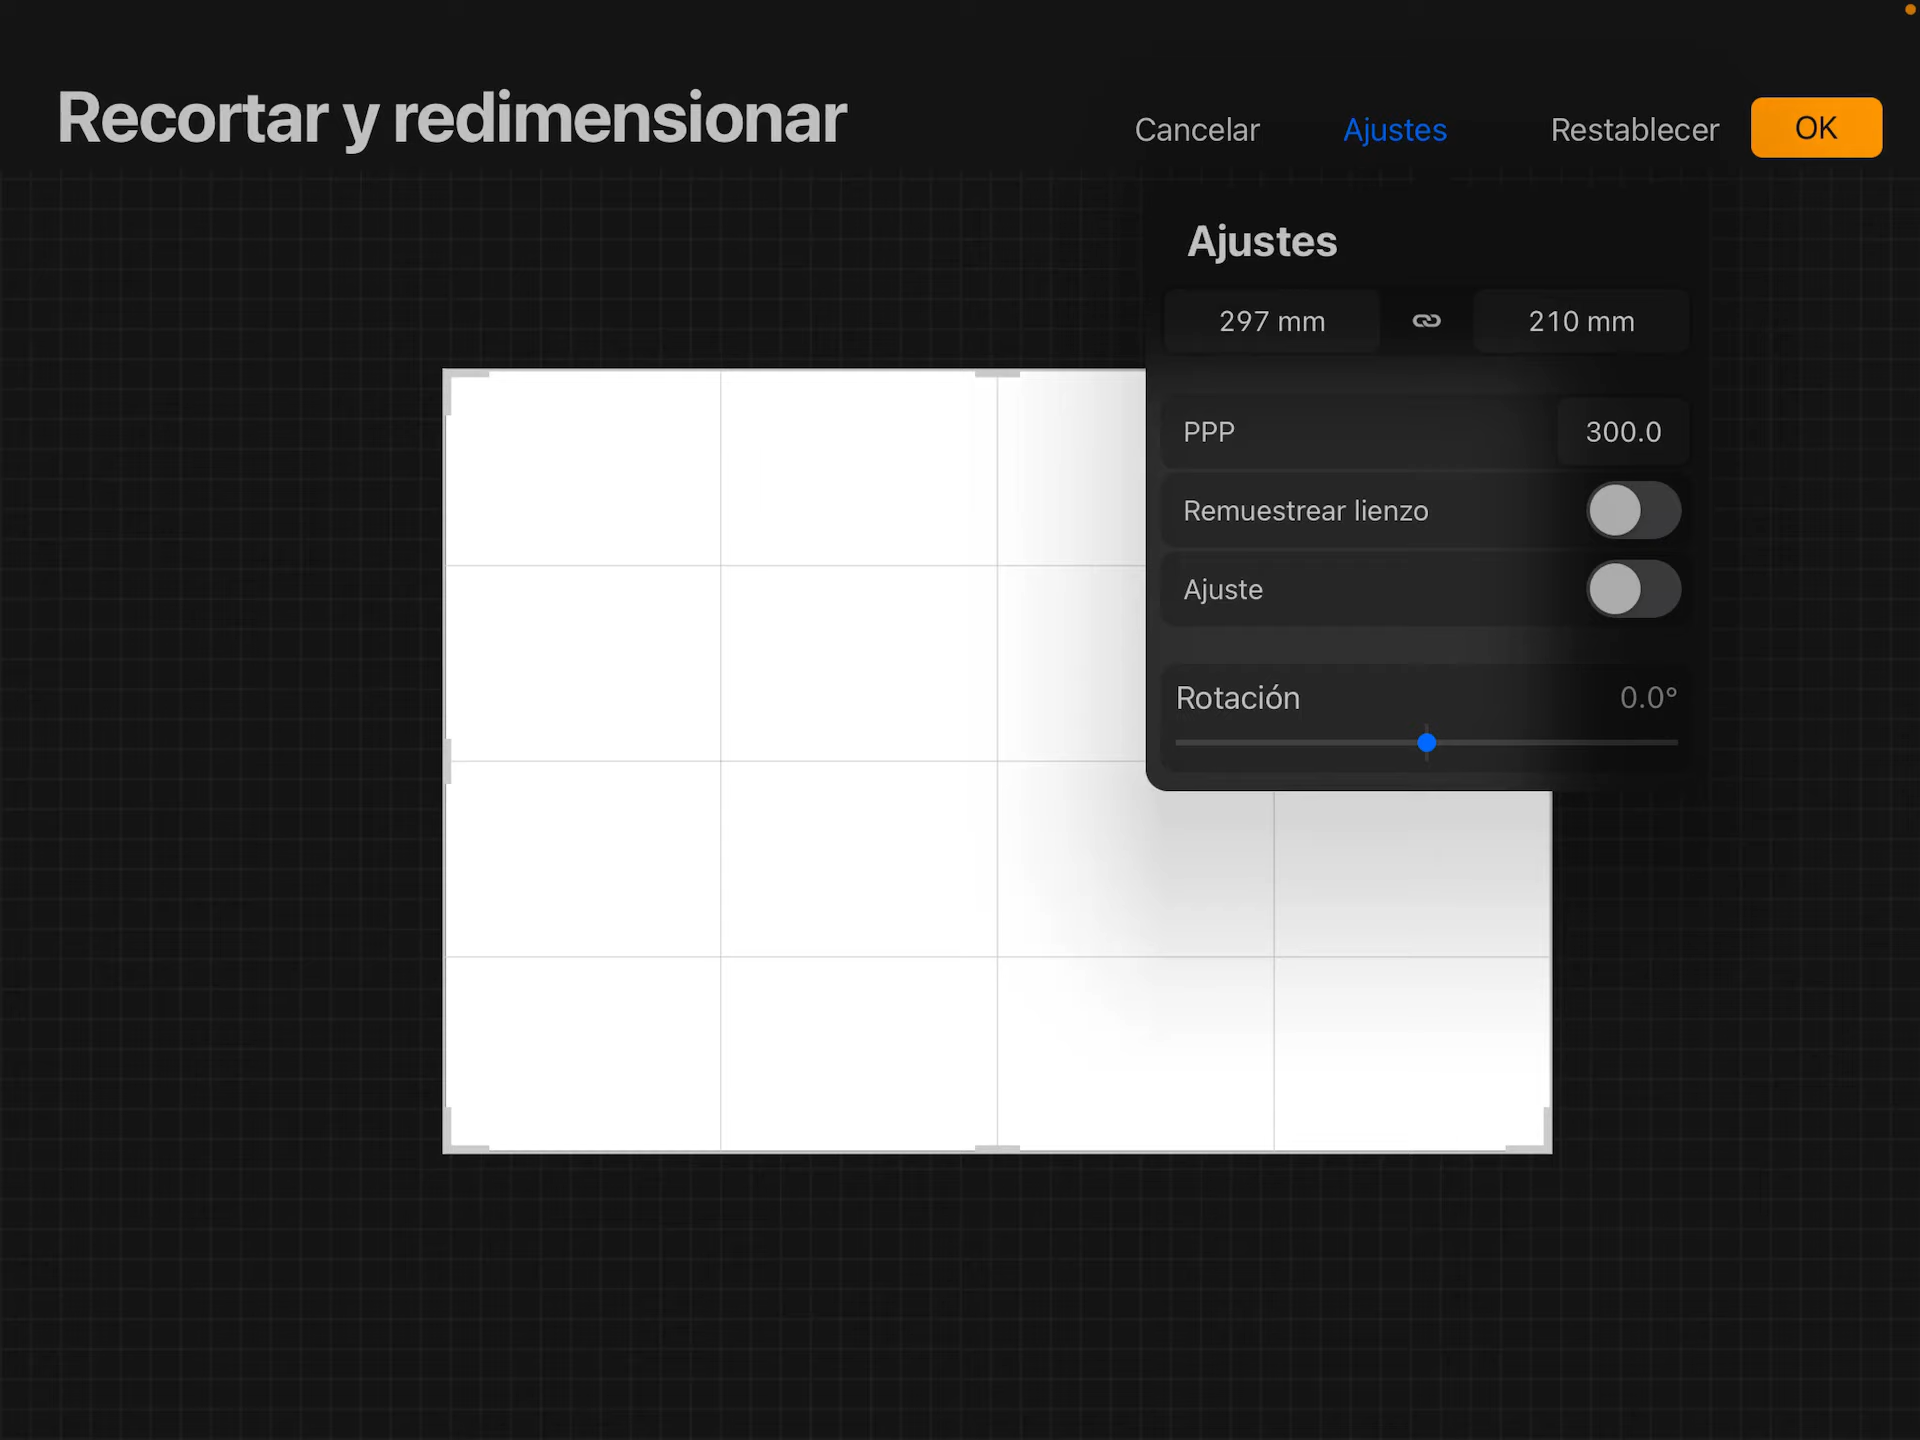 Recortar y redimensionar
Cancelar
Ajustes
Restablecer
OK
Ajustes
297 mm
210 mm
PPP
300.0
Remuestrear lienzo
Ajuste
Rotación
0.0°